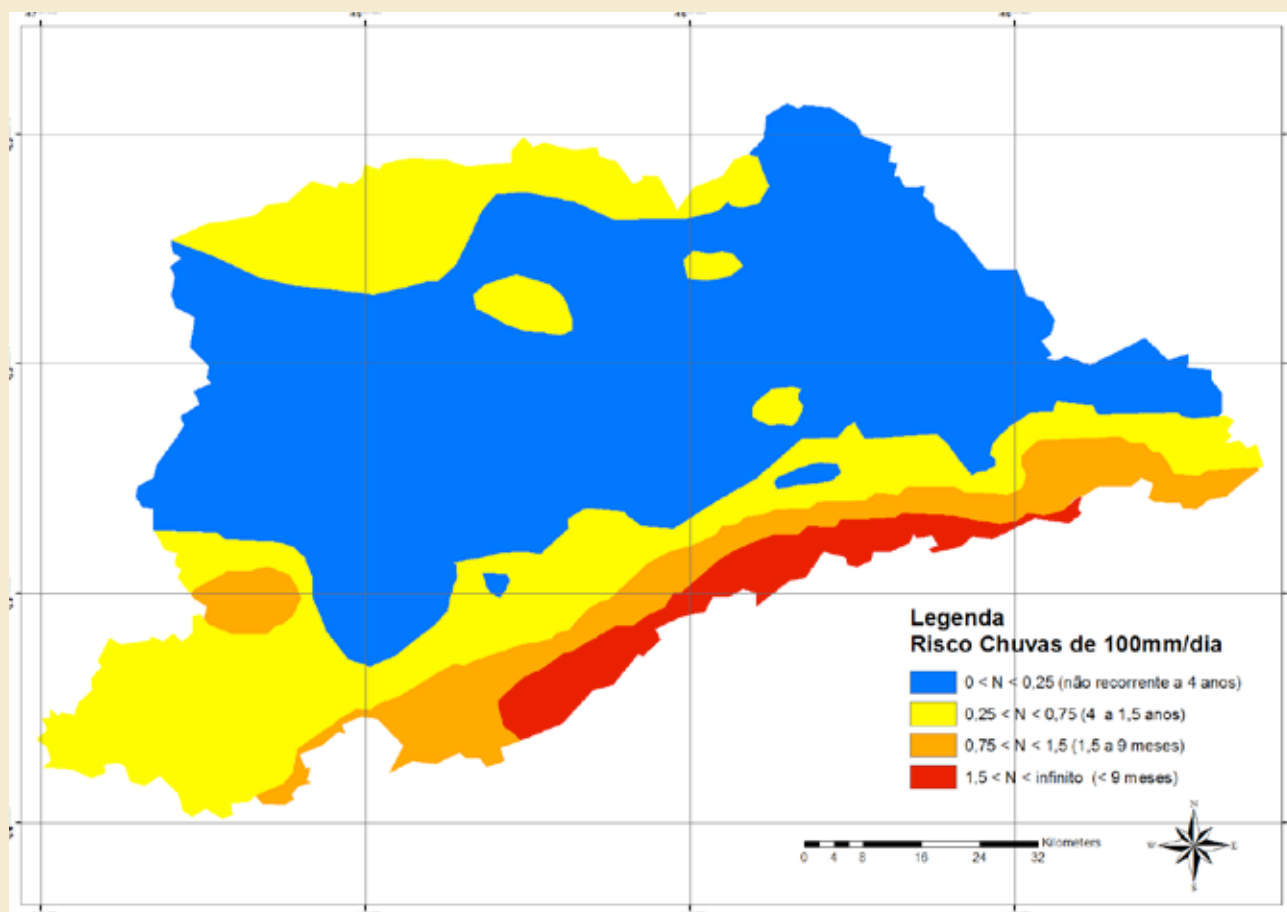 Legenda
Risco Chuvas de 100mm/dia
0 < N < 0,25 (não recorrente a 4 anos)
0,25 < N < 0,75 (4 a 1,5 anos)
0,75 < N < 1,5 (1,5 a 9 meses)
1,5 < N < infinito (< 9 meses)
N
W E
S
Kilometers
0 4 8 16 24 32